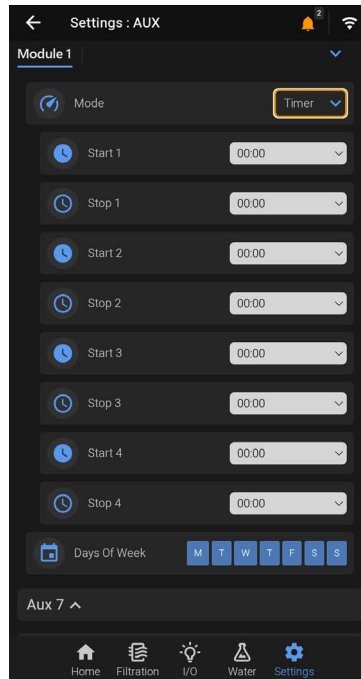 Settings : AUX
2
Module 1
Mode
Timer
Start 1
00:00
Stop 1
00:00
Start 2
00:00
Stop 2
00:00
Start 3
00:00
Stop 3
00:00
Start 4
00:00
Stop 4
00:00
Days Of Week
M T W T F S S
Aux 7
Home Filtration I/O Water Settings